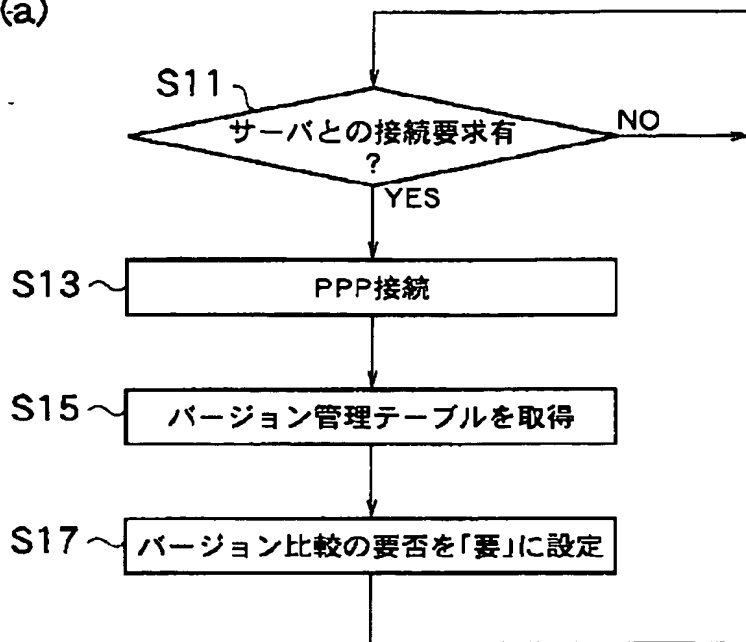 (a)
S11
サーバとの接続要求有
?
NO
YES
S13
PPP接続
S15
バージョン管理テーブルを取得
S17
バージョン比較の要否を「要」に設定